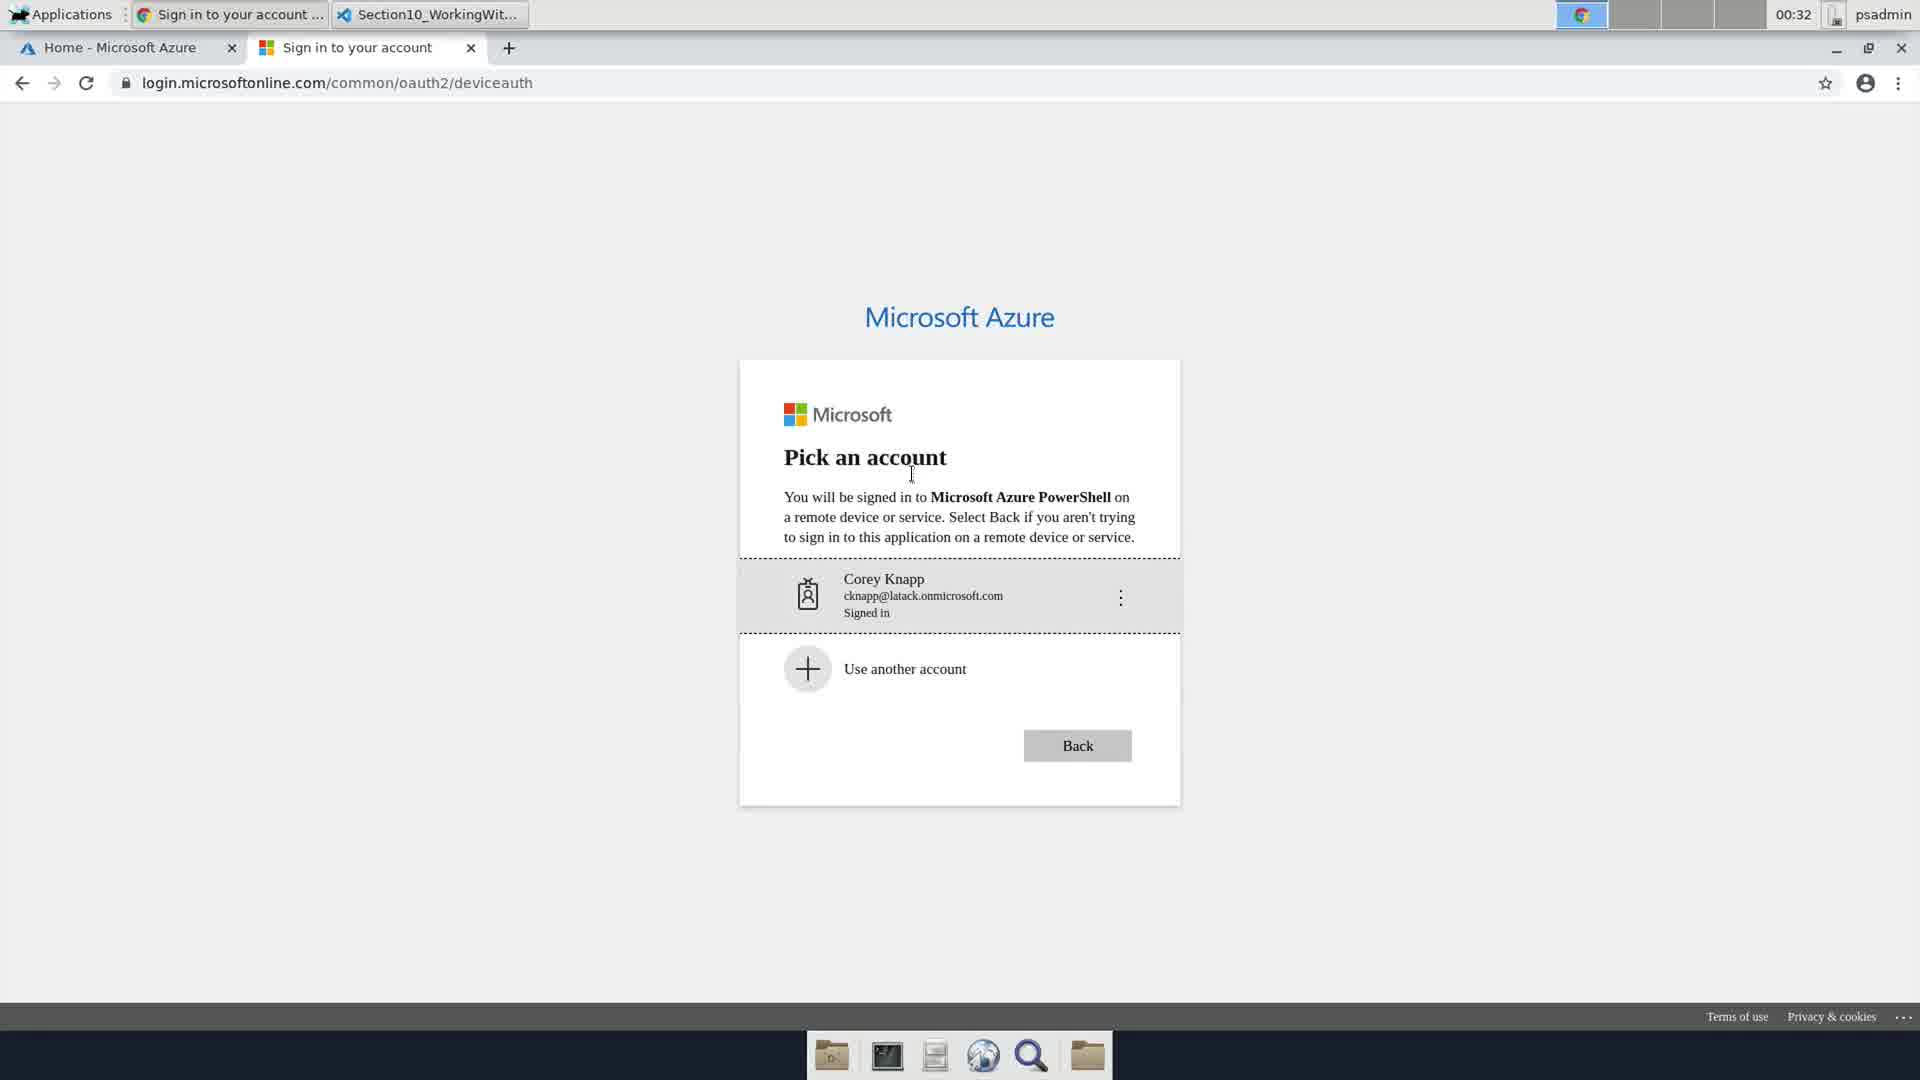 Applications
Sign in to your account ...
Section10_WorkingWit...
00:32
psadmin
Home - Microsoft Azure
Sign in to your account
login.microsoftonline.com/common/oauth2/deviceauth
Microsoft Azure
Microsoft
Pick an account
You will be signed in to Microsoft Azure PowerShell on
a remote device or service. Select Back if you aren't trying
to sign in to this application on a remote device or service.
Corey Knapp
cknapp@latack.onmicrosoft.com
Signed in
Use another account
Back
Terms of use
Privacy & cookies